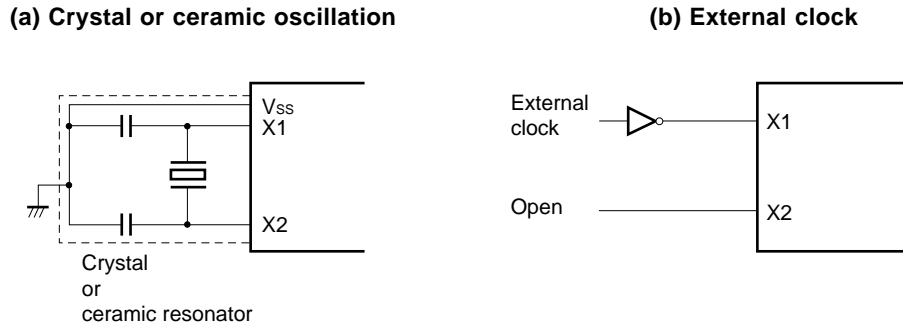 (a) Crystal or ceramic oscillation
VSS
X1
X2
Crystal
or
ceramic resonator
(b) External clock
External
clock
X1
Open
X2